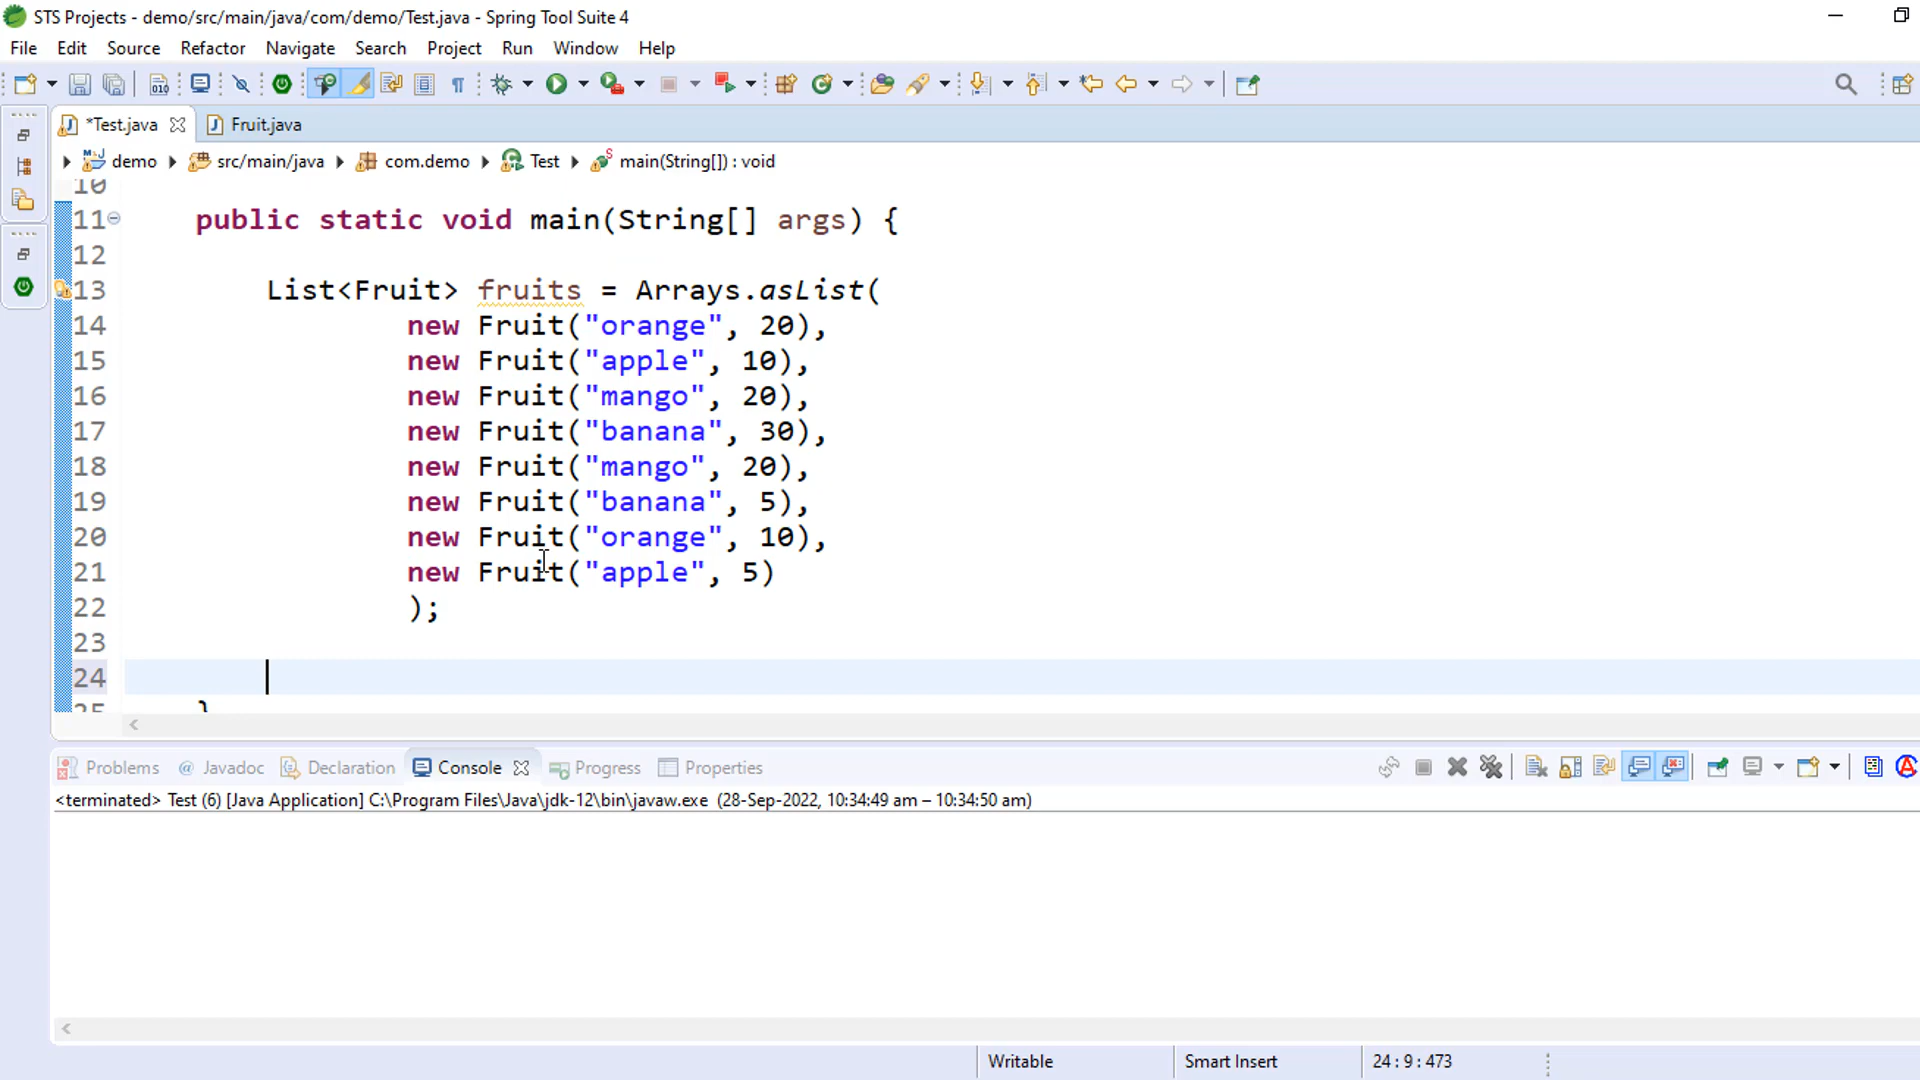 STS Projects - demo/src/main/java/com/demo/Test.java - Spring Tool Suite 4
File Edit Source Refactor Navigate Search Project Run Window Help
*Test.java Fruit.java
demo src/main/java com.demo Test main(String[]) : void
10
11 public static void main(String[] args) {
12
13 List<Fruit> fruits = Arrays.asList(
14 new Fruit("orange", 20),
15 new Fruit("apple", 10),
16 new Fruit("mango", 20),
17 new Fruit("banana", 30),
18 new Fruit("mango", 20),
19 new Fruit("banana", 5),
20 new Fruit("orange", 10),
21 new Fruit("apple", 5)
22 );
23
24
25 }
Problems @ Javadoc Declaration Console Progress Properties
<terminated> Test (6) [Java Application] C:\Program Files\Java\jdk-12\bin\javaw.exe (28-Sep-2022, 10:34:49 am – 10:34:50 am)
Writable Smart Insert 24 : 9 : 473